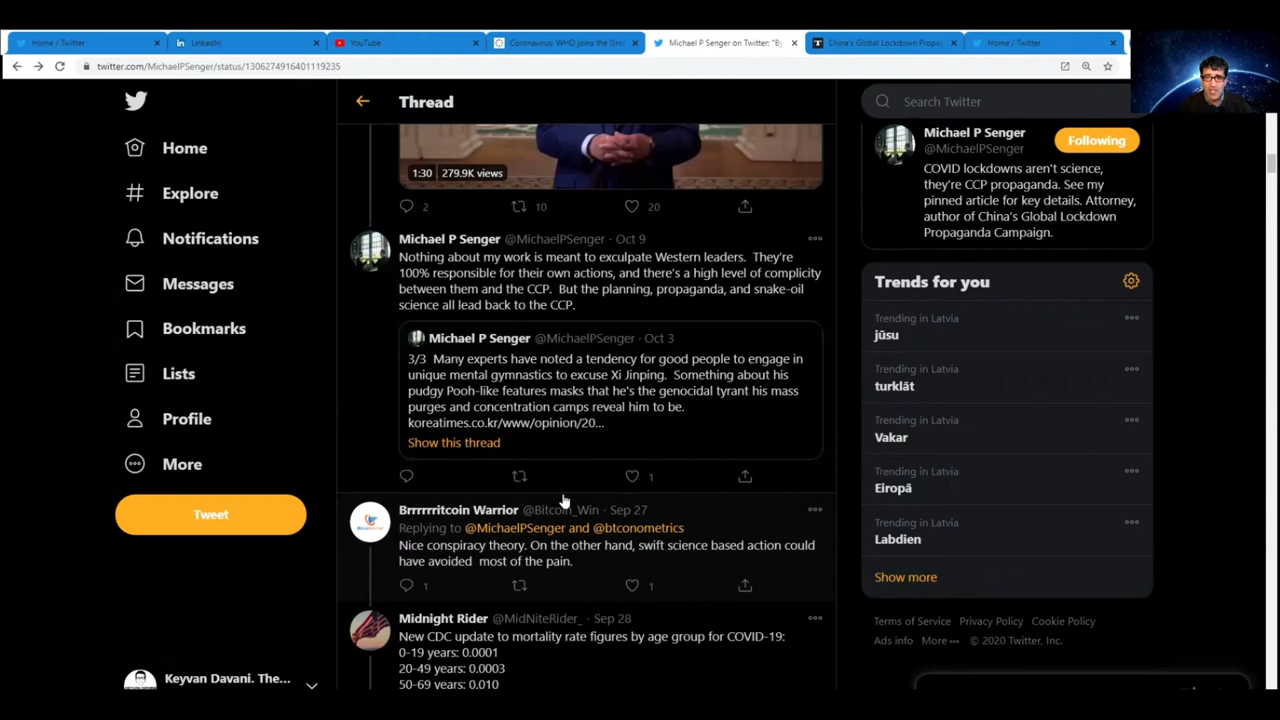 Home / Twitter
LinkedIn
YouTube
Coronavirus: WHO joins the Gre
Michael P Senger on Twitter: "By
China's Global Lockdown Propa
Home / Twitter
twitter.com/MichaelPSenger/status/1306274916401119235
Home
Explore
Notifications
Messages
Bookmarks
Lists
Profile
More
Tweet
Keyvan Davani. The...
Thread
1:30 279.9K views
2 10 20
Michael P Senger @MichaelPSenger · Oct 9
Nothing about my work is meant to exculpate Western leaders. They're
100% responsible for their own actions, and there's a high level of complicity
between them and the CCP. But the planning, propaganda, and snake-oil
science all lead back to the CCP.
Michael P Senger @MichaelPSenger · Oct 3
3/3 Many experts have noted a tendency for good people to engage in
unique mental gymnastics to excuse Xi Jinping. Something about his
pudgy Pooh-like features masks that he's the genocidal tyrant his mass
purges and concentration camps reveal him to be.
koreatimes.co.kr/www/opinion/20...
Show this thread
1
Brrrrrritcoin Warrior @Bitcoin_Win · Sep 27
Replying to @MichaelPSenger and @btconometrics
Nice conspiracy theory. On the other hand, swift science based action could
have avoided most of the pain.
1 1
Midnight Rider @MidNiteRider_ · Sep 28
New CDC update to mortality rate figures by age group for COVID-19:
0-19 years: 0.0001
20-49 years: 0.0003
50-69 years: 0.010
Search Twitter
Michael P Senger
@MichaelPSenger
Following
COVID lockdowns aren't science,
they're CCP propaganda. See my
pinned article for key details. Attorney,
author of China's Global Lockdown
Propaganda Campaign.
Trends for you
Trending in Latvia
jūsu
Trending in Latvia
turklāt
Trending in Latvia
Vakar
Trending in Latvia
Eiropā
Trending in Latvia
Labdien
Show more
Terms of Service Privacy Policy Cookie Policy
Ads info More © 2020 Twitter, Inc.